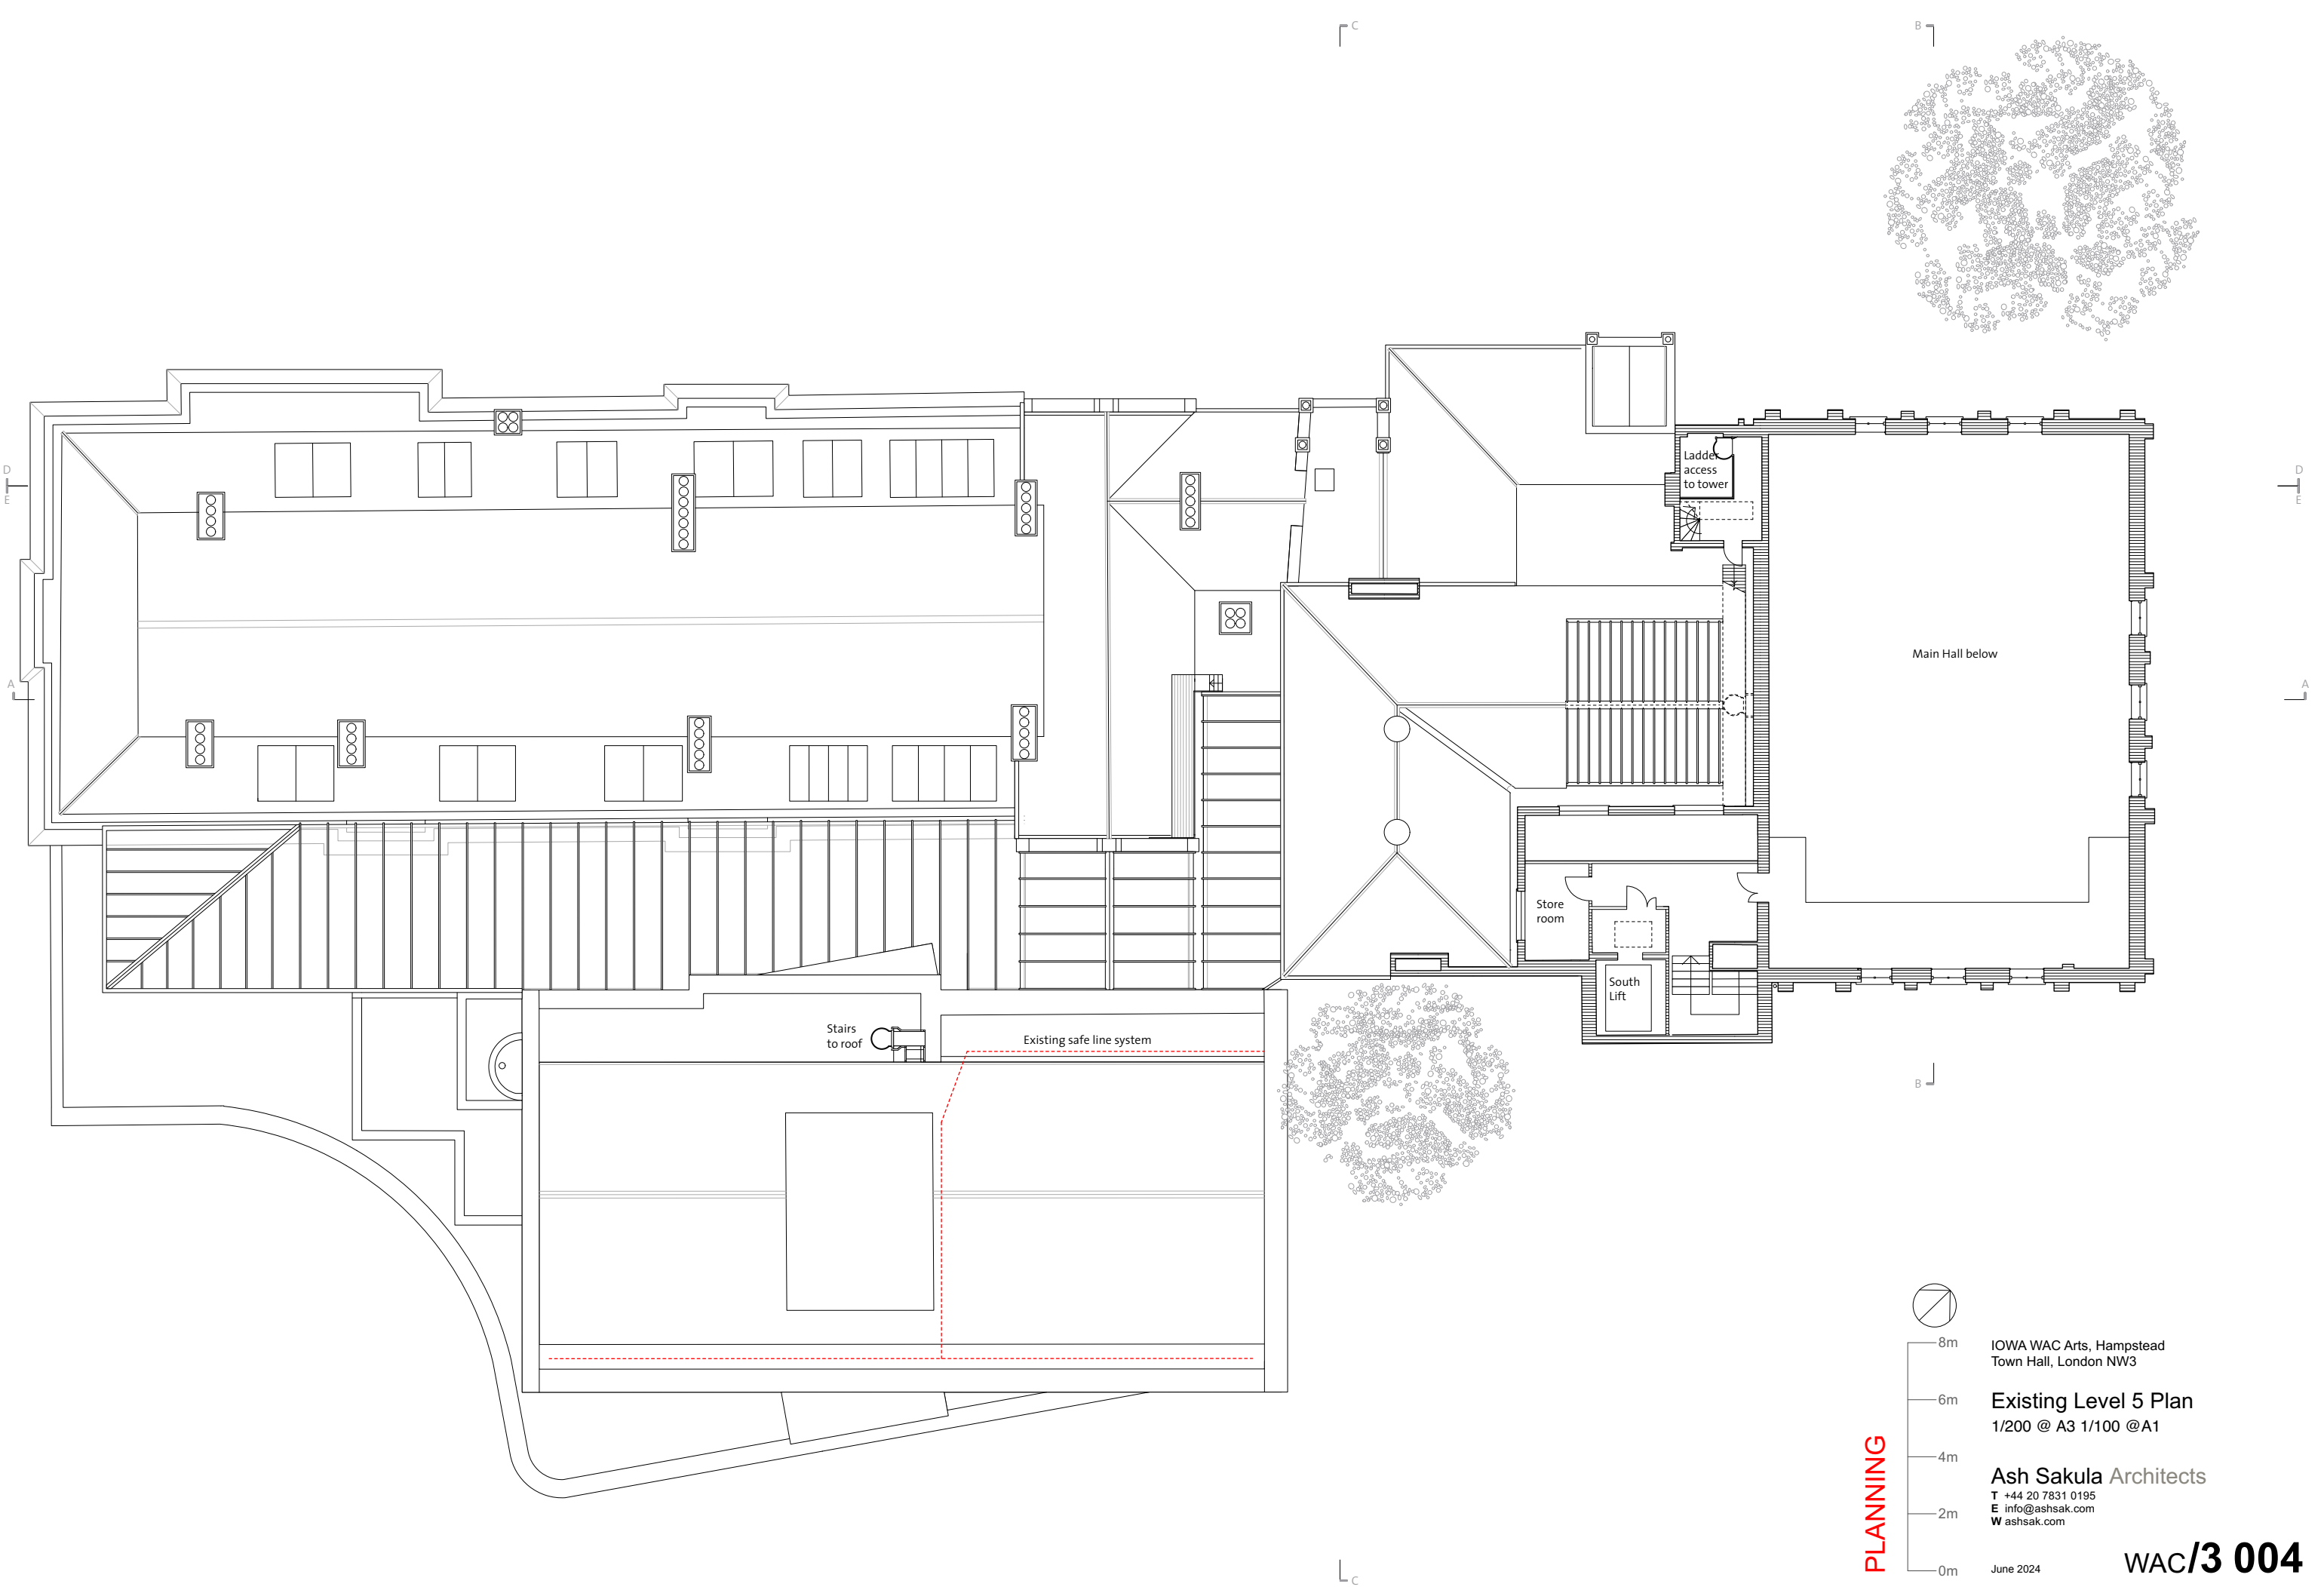 C
B
D
E
D
E
Ladder
access
to tower
Main Hall below
A
A
Store
room
South
Lift
Stairs
to roof
Existing safe line system
B
8m
6m
4m
2m
0m
PLANNING
IOWA WAC Arts, Hampstead
Town Hall, London NW3
Existing Level 5 Plan
1/200 @ A3 1/100 @A1
Ash Sakula Architects
T +44 20 7831 0195
E info@ashsak.com
W ashsak.com
June 2024
WAC/3 004
C